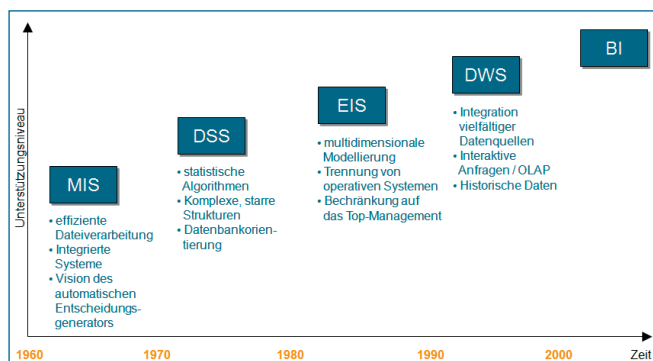 Unterstützungsniveau
MIS
• effiziente
Dateiverarbeitung
• Integrierte
Systeme
• Vision des
automatischen
Entscheidungs-
generators
DSS
• statistische
Algorithmen
• Komplexe, starre
Strukturen
• Datenbankorien-
tierung
EIS
• multidimensionale
Modellierung
• Trennung von
operativen Systemen
• Bechränkung auf
das Top-Management
DWS
• Integration
vielfältiger
Datenquellen
• Interaktive
Anfragen / OLAP
• Historische Daten
BI
1960 1970 1980 1990 2000 Zeit